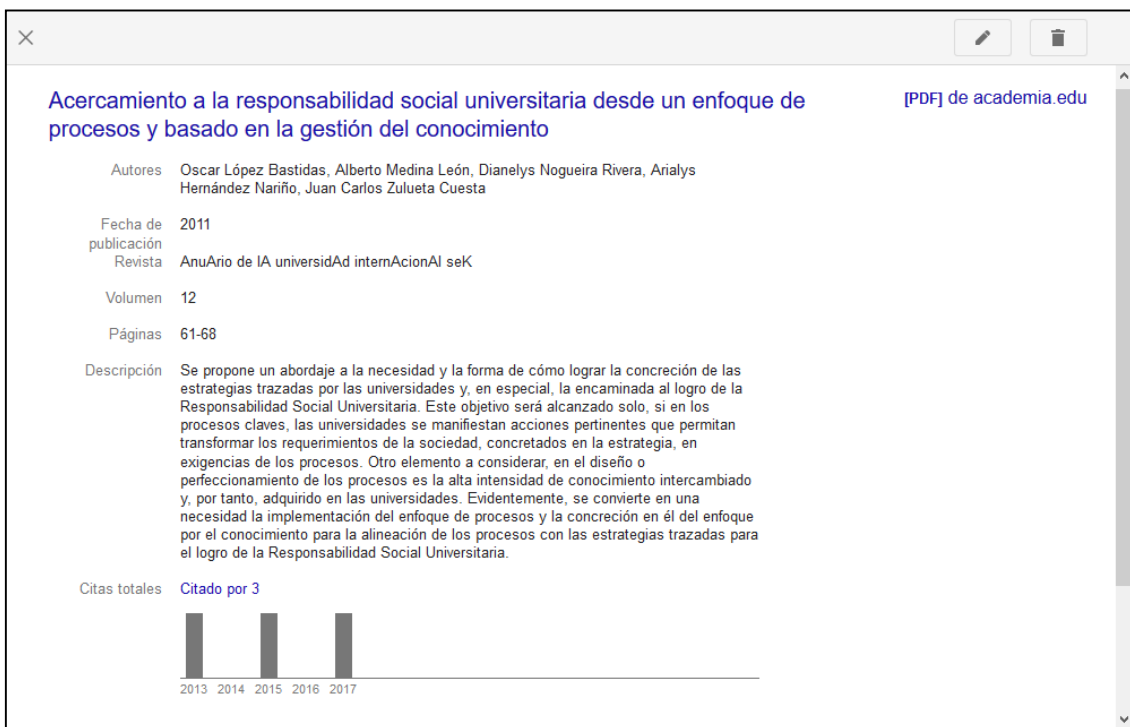 Acercamiento a la responsabilidad social universitaria desde un enfoque de
procesos y basado en la gestión del conocimiento
[PDF] de academia.edu
Autores Oscar López Bastidas, Alberto Medina León, Dianelys Nogueira Rivera, Arialys
Hernández Nariño, Juan Carlos Zulueta Cuesta
Fecha de 2011
publicación
Revista AnuArio de lA universidAd internAcionAl seK
Volumen 12
Páginas 61-68
Descripción Se propone un abordaje a la necesidad y la forma de cómo lograr la concreción de las
estrategias trazadas por las universidades y, en especial, la encaminada al logro de la
Responsabilidad Social Universitaria. Este objetivo será alcanzado solo, si en los
procesos claves, las universidades se manifiestan acciones pertinentes que permitan
transformar los requerimientos de la sociedad, concretados en la estrategia, en
exigencias de los procesos. Otro elemento a considerar, en el diseño o
perfeccionamiento de los procesos es la alta intensidad de conocimiento intercambiado
y, por tanto, adquirido en las universidades. Evidentemente, se convierte en una
necesidad la implementación del enfoque de procesos y la concreción en él del enfoque
por el conocimiento para la alineación de los procesos con las estrategias trazadas para
el logro de la Responsabilidad Social Universitaria.
Citas totales Citado por 3
2013 2014 2015 2016 2017